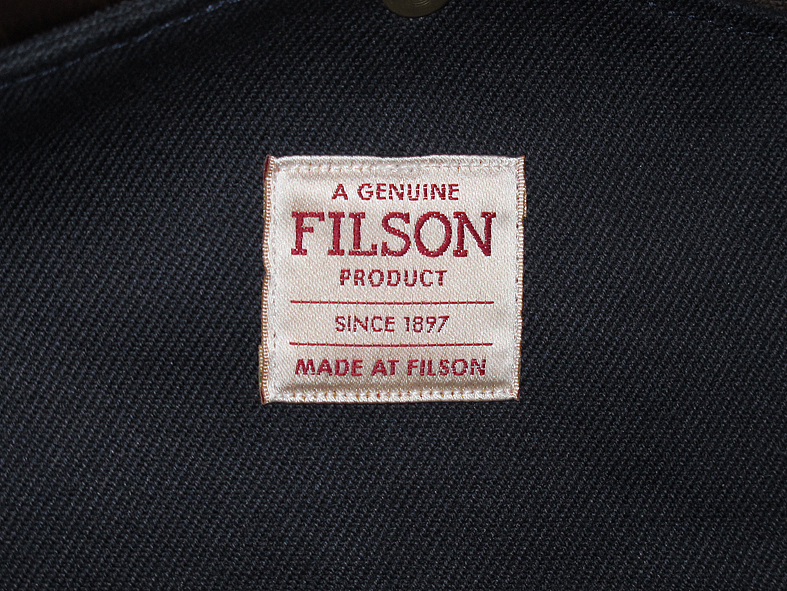 A GENUINE
FILSON
PRODUCT
SINCE 1897
MADE AT FILSON